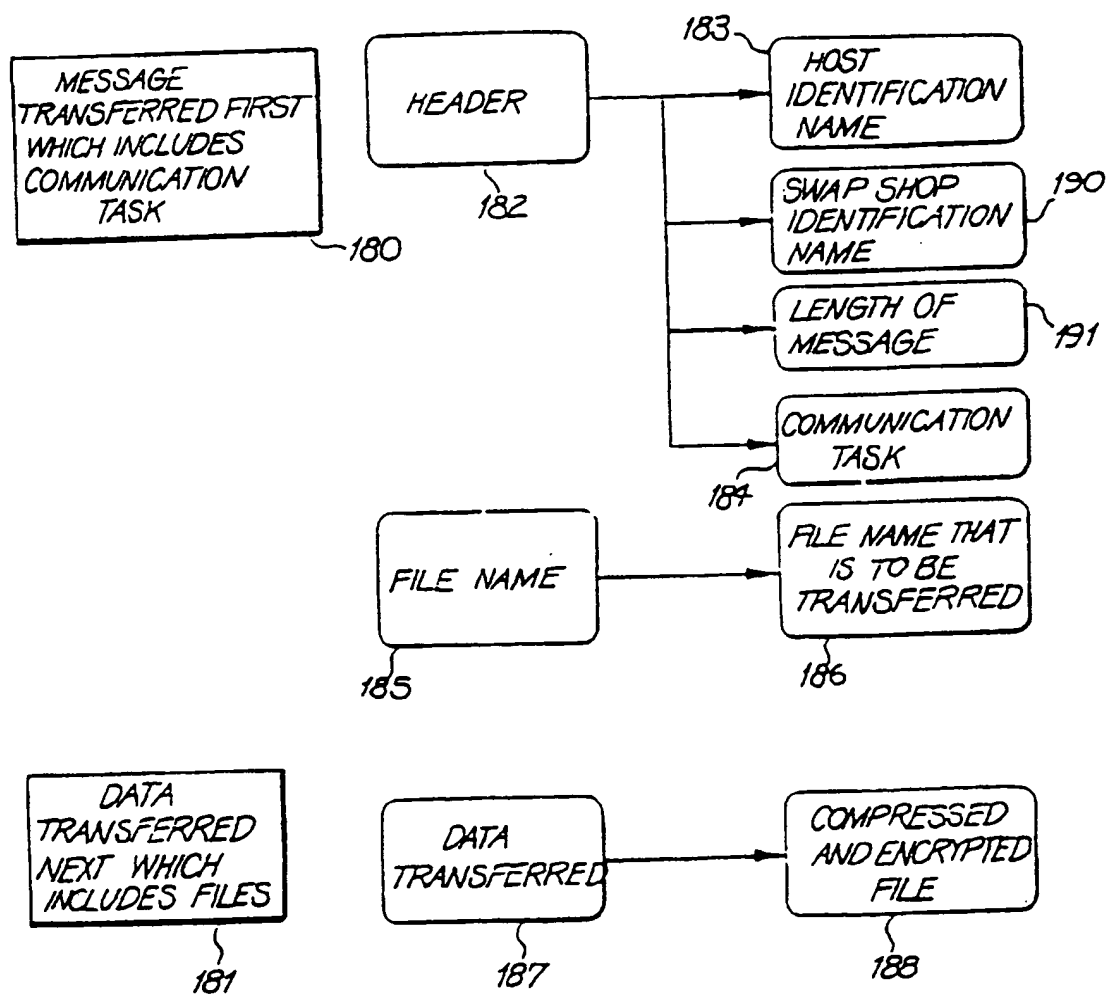 MESSAGE
TRANSFERRED FIRST
WHICH INCLUDES
COMMUNICATION
TASK
180
HEADER
182
183
HOST
IDENTIFICATION
NAME
SWAP SHOP
IDENTIFICATION
NAME
190
LENGTH OF
MESSAGE
191
COMMUNICATION
TASK
184
FILE NAME
185
FILE NAME THAT
IS TO BE
TRANSFERRED
186
DATA
TRANSFERRED
NEXT WHICH
INCLUDES FILES
181
DATA
TRANSFERRED
187
COMPRESSED
AND ENCRYPTED
FILE
188